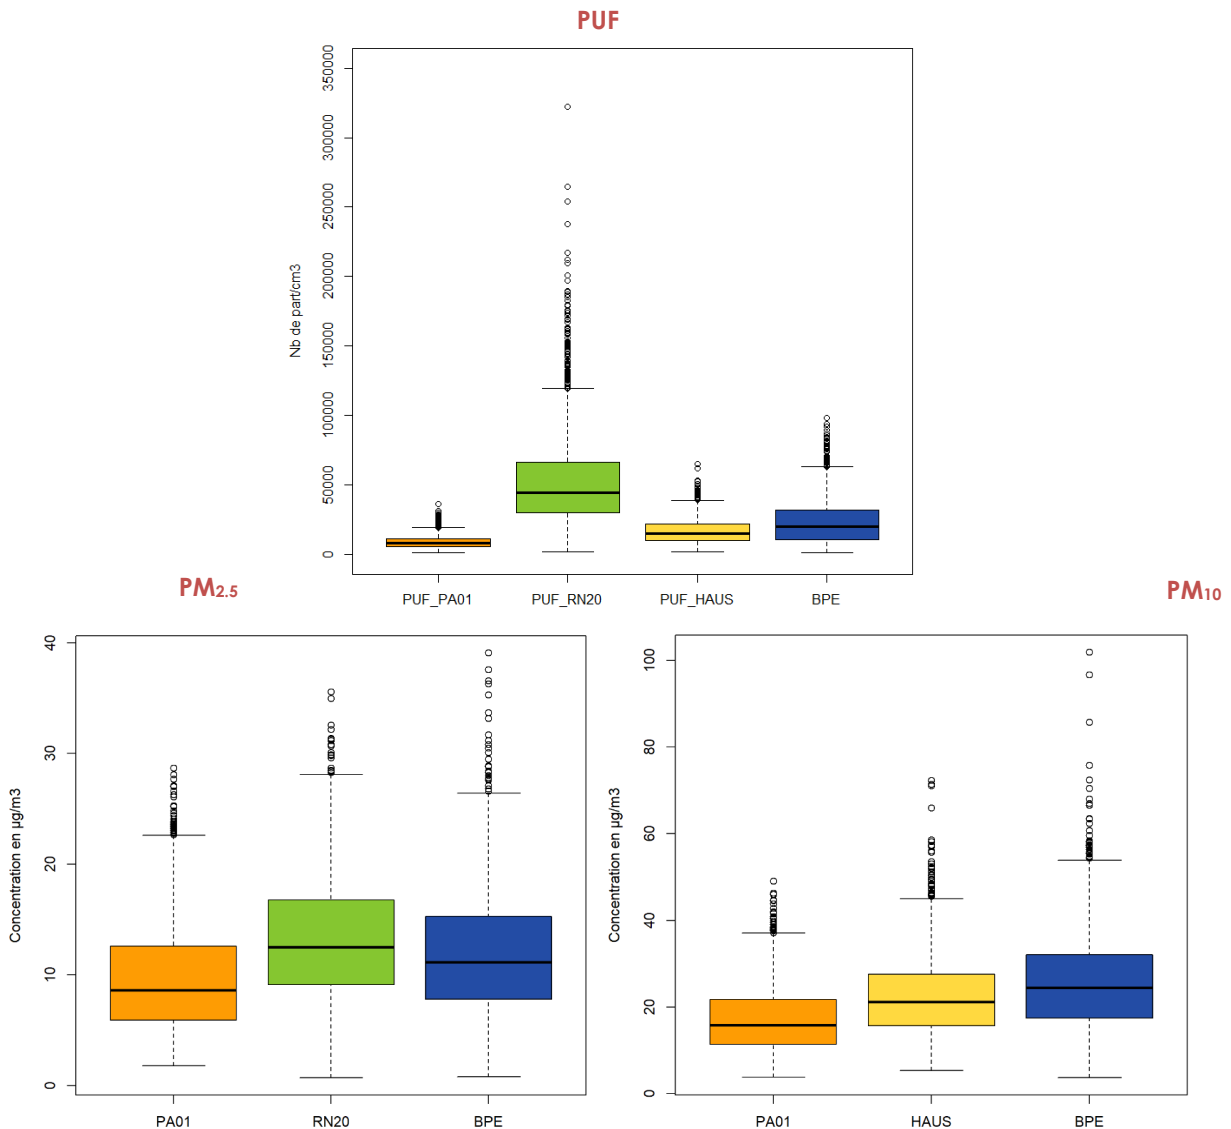 PUF
350000
300000
250000
200000
150000
100000
50000
0
Nb de part/cm3
PUF_PA01 PUF_RN20 PUF_HAUS BPE
PM2.5
40
30
20
10
0
Concentration en µg/m3
PA01 RN20 BPE
PM10
100
80
60
40
20
0
Concentration en µg/m3
PA01 HAUS BPE